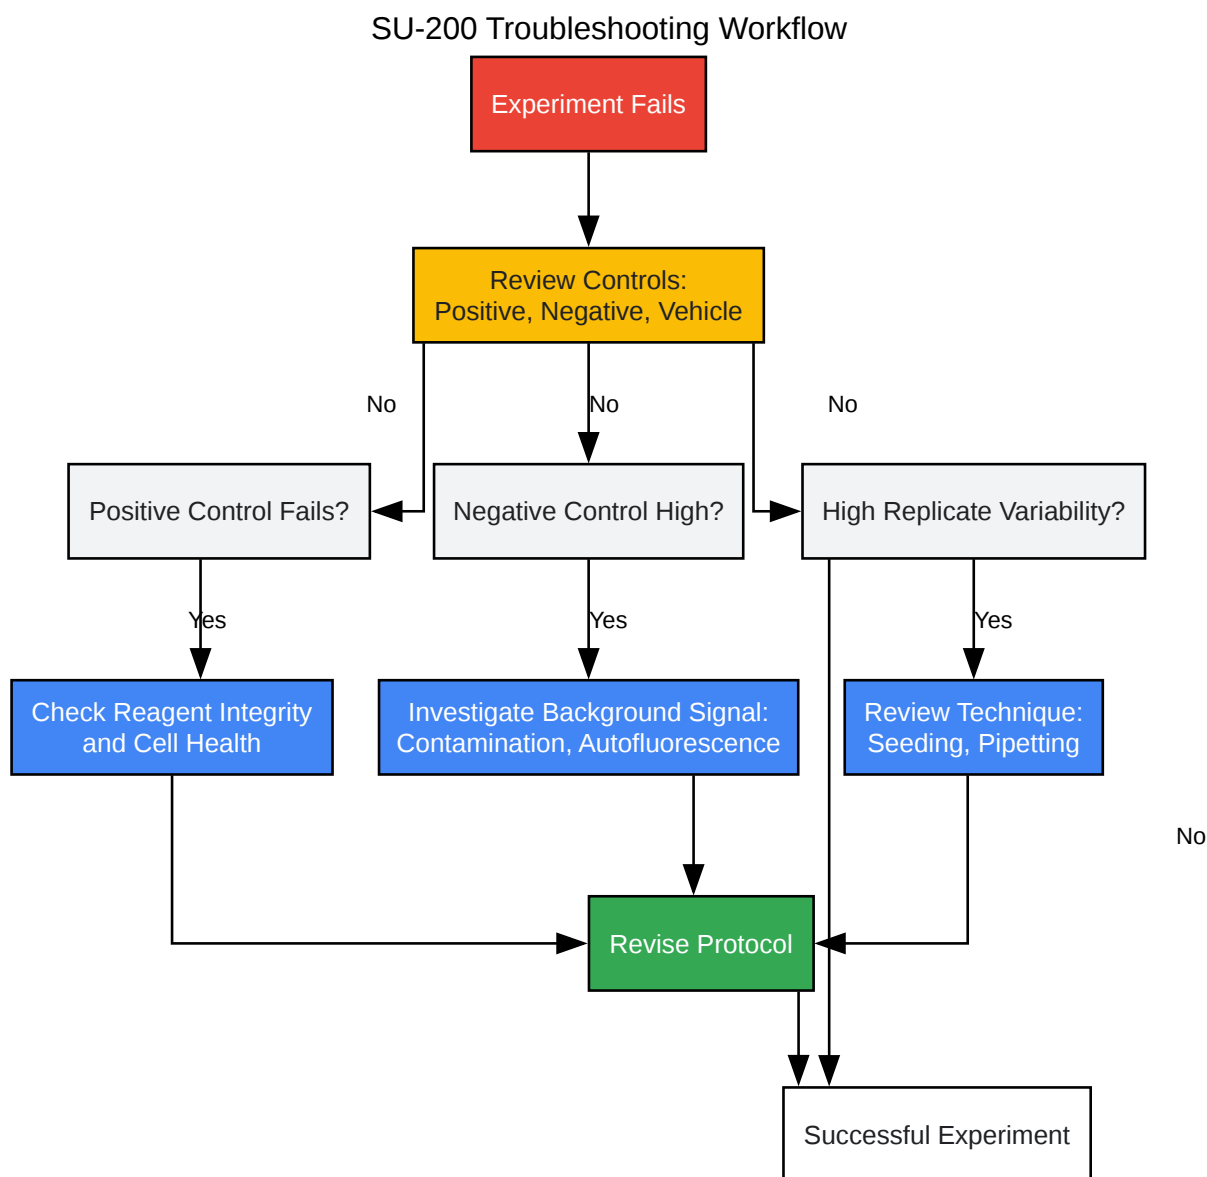 SU-200 Troubleshooting Workflow
Experiment Fails
Review Controls:
Positive, Negative, Vehicle
No
No
No
Positive Control Fails?
Negative Control High?
High Replicate Variability?
Yes
Yes
Yes
Check Reagent Integrity
and Cell Health
Investigate Background Signal:
Contamination, Autofluorescence
Review Technique:
Seeding, Pipetting
No
Revise Protocol
Successful Experiment